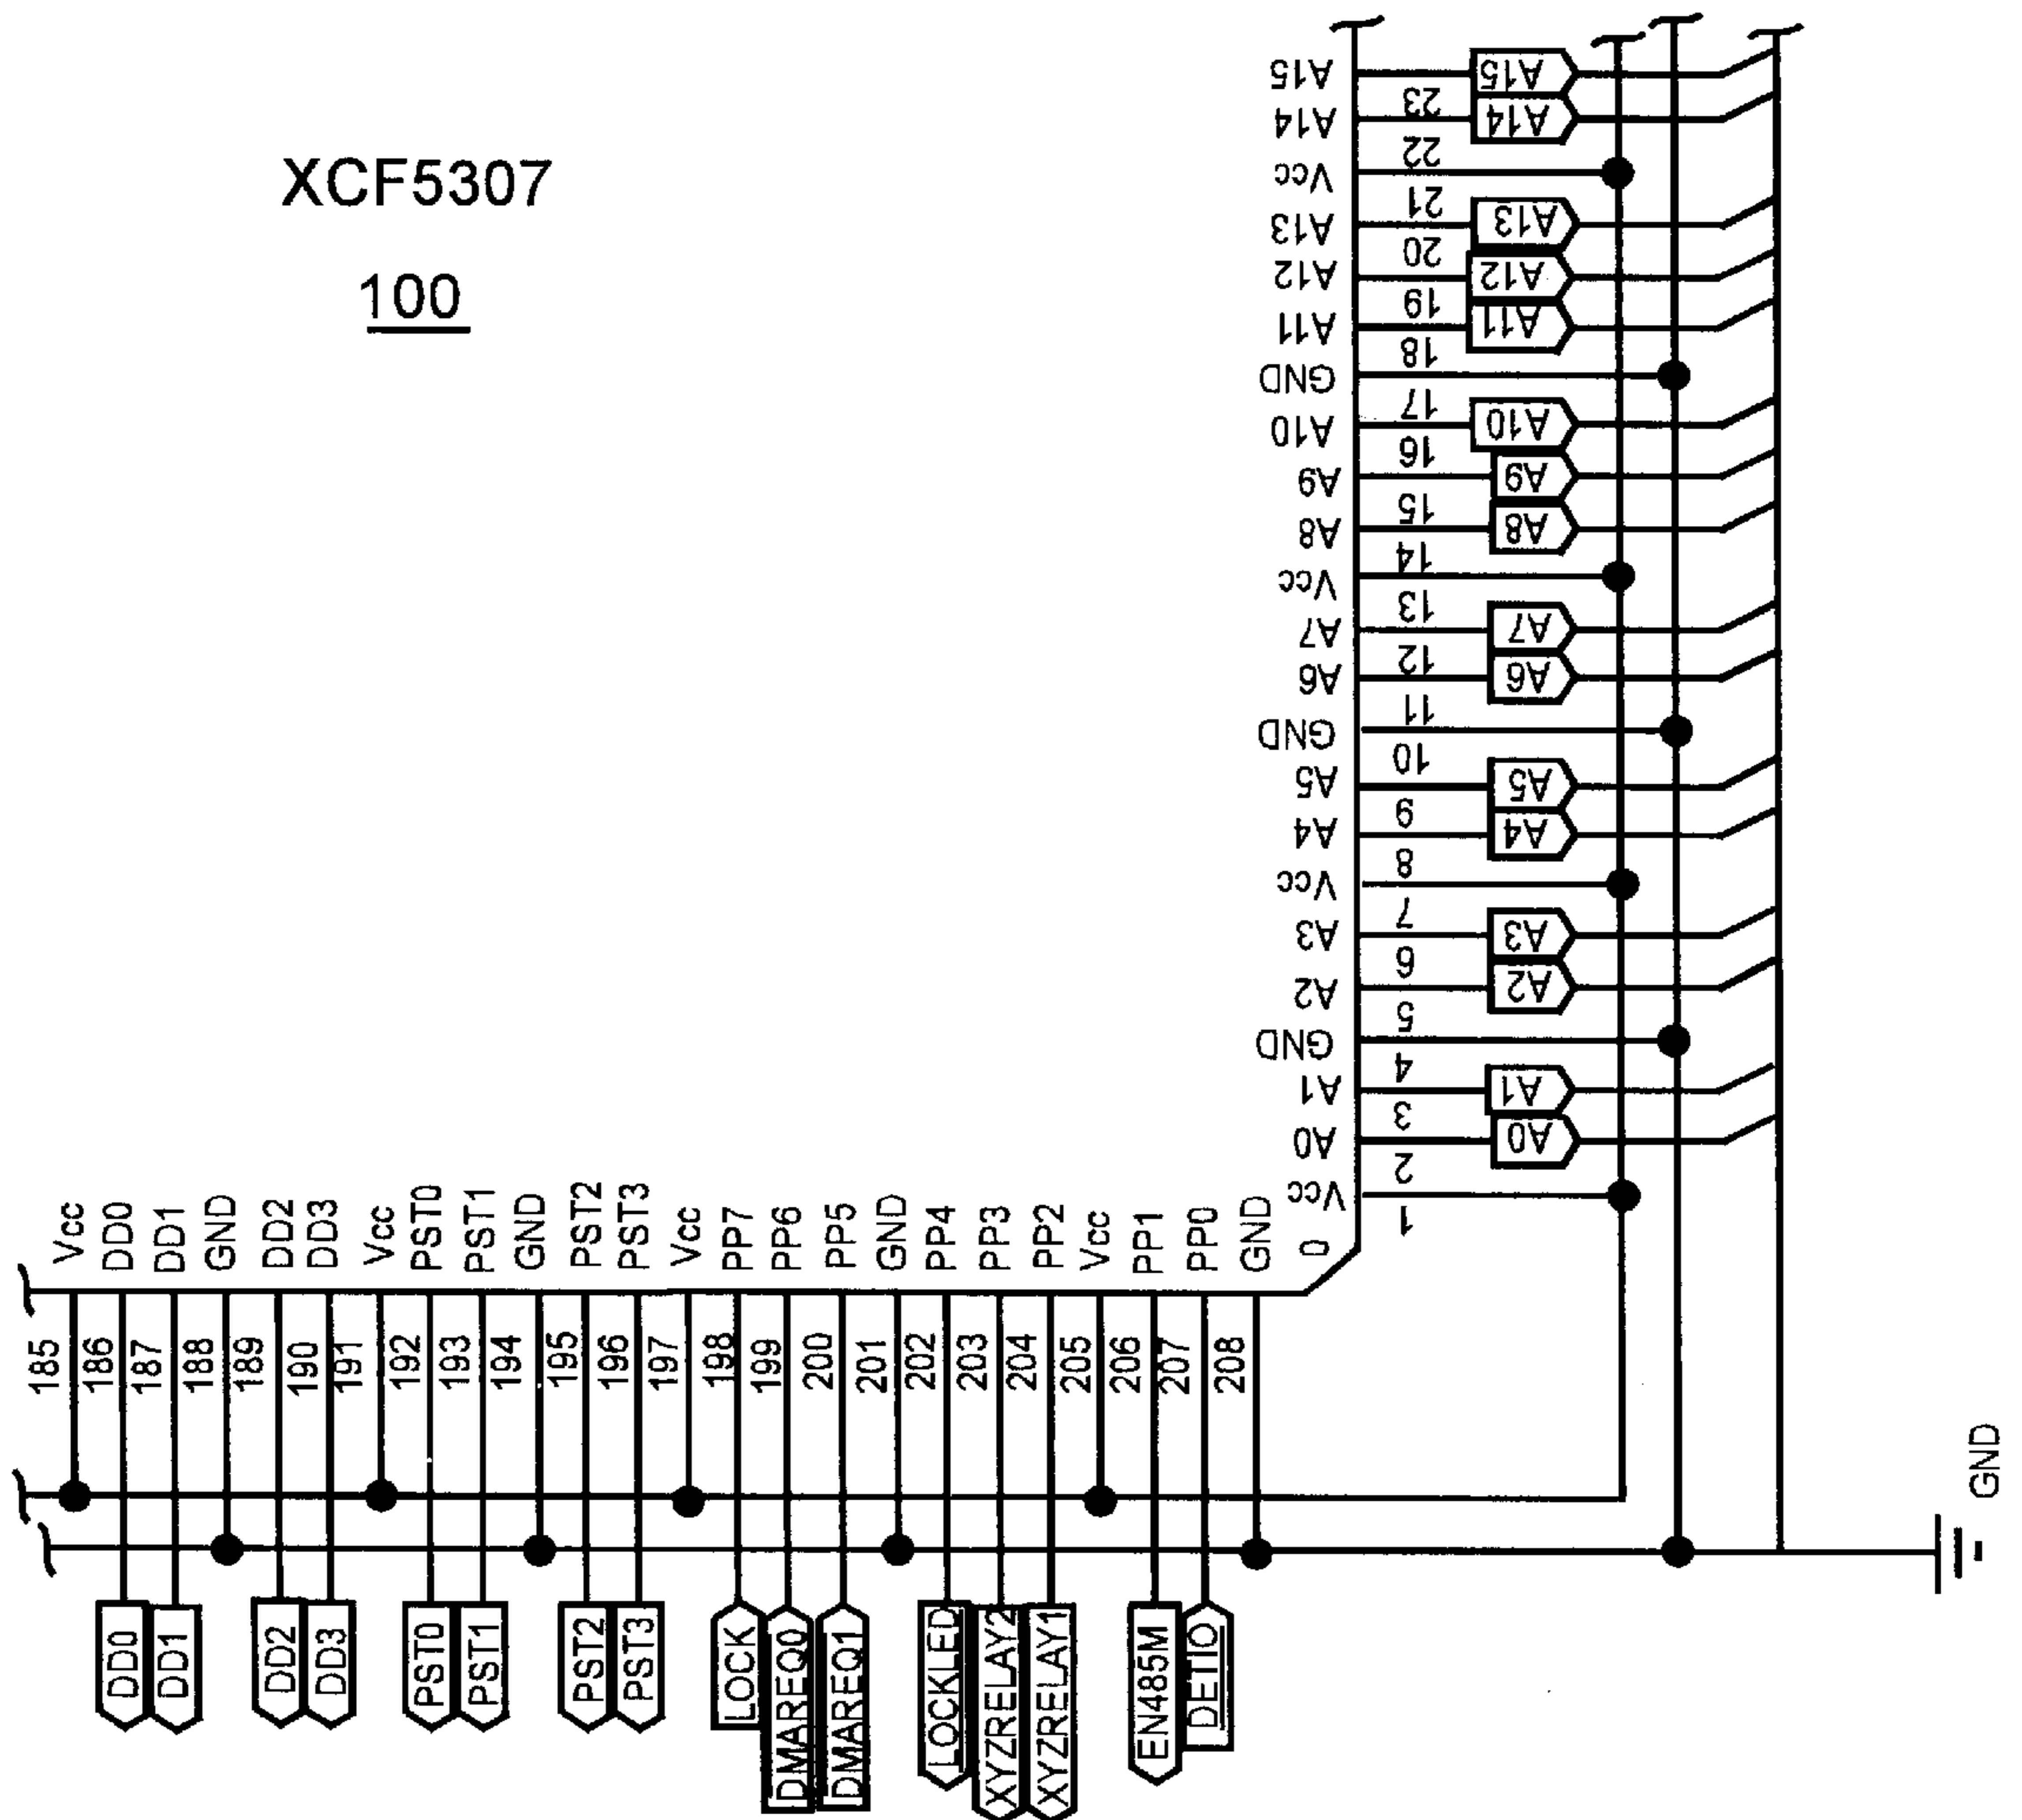 XCF5307
100
A15 23 A15
A14 22 A14
Vcc 21
A13 20 A13
A12 19 A12
A11 18 A11
GND 17
A10 16 A10
A9 15 A9
A8 14 A8
Vcc 13
A7 12 A7
A6 11 A6
GND 10
A5 9 A5
A4 8 A4
Vcc 7
A3 6 A3
A2 5 A2
GND 4
A1 3 A1
A0 2 A0
Vcc 1
Vcc 185
DD0 186 DD0
DD1 187 DD1
GND 188
DD2 189 DD2
DD3 190 DD3
Vcc 191
PST0 192 PST0
PST1 193 PST1
GND 194
PST2 195 PST2
PST3 196 PST3
Vcc 197
PP7 198 LOCK
PP6 199 DMAREQ0
PP5 200 DMAREQ1
GND 201
PP4 202 LOCKLED
PP3 203 XYZRELAY2
PP2 204 XYZRELAY1
Vcc 205
PP1 206 EN485M
PP0 207 DETIO
GND 208
GND